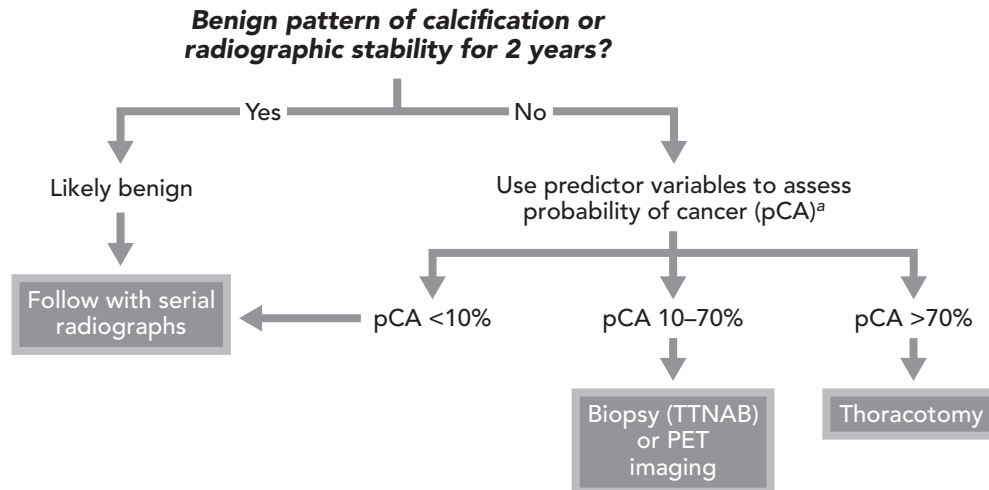 Benign pattern of calcification or
radiographic stability for 2 years?
Yes
No
Likely benign
Use predictor variables to assess
probability of cancer (pCA)a
Follow with serial
radiographs
pCA <10%
pCA 10–70%
pCA >70%
Biopsy (TTNAB)
or PET
imaging
Thoracotomy